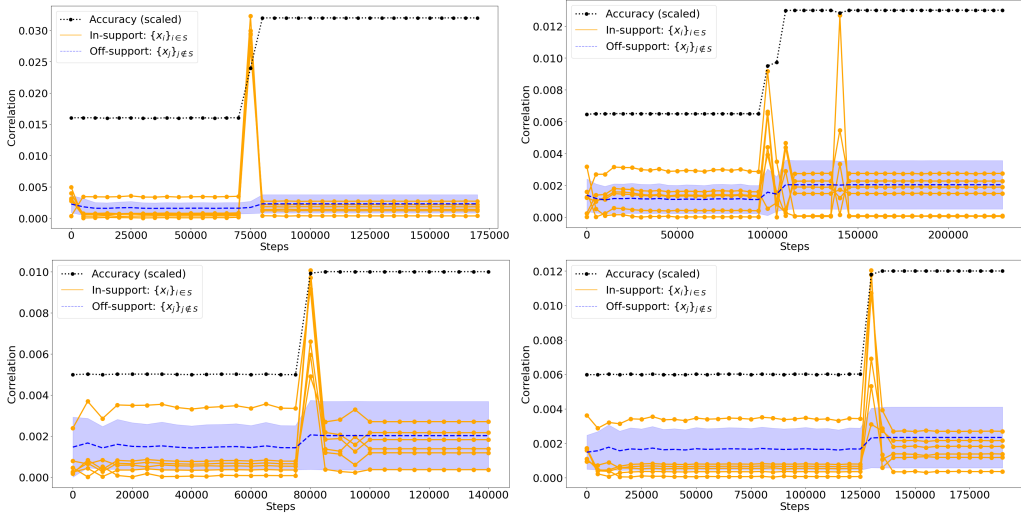 Accuracy (scaled)
In-support: {x_i}_{i∈S}
Off-support: {x_j}_{j∉S}
0.030
0.025
0.020
0.015
0.010
0.005
0.000
Correlation
0 25000 50000 75000 100000 125000 150000 175000
Steps
Accuracy (scaled)
In-support: {x_i}_{i∈S}
Off-support: {x_j}_{j∉S}
0.012
0.010
0.008
0.006
0.004
0.002
0.000
Correlation
0 50000 100000 150000 200000
Steps
Accuracy (scaled)
In-support: {x_i}_{i∈S}
Off-support: {x_j}_{j∉S}
0.010
0.008
0.006
0.004
0.002
0.000
Correlation
0 20000 40000 60000 80000 100000 120000 140000
Steps
Accuracy (scaled)
In-support: {x_i}_{i∈S}
Off-support: {x_j}_{j∉S}
0.012
0.010
0.008
0.006
0.004
0.002
0.000
Correlation
0 25000 50000 75000 100000 125000 150000 175000
Steps